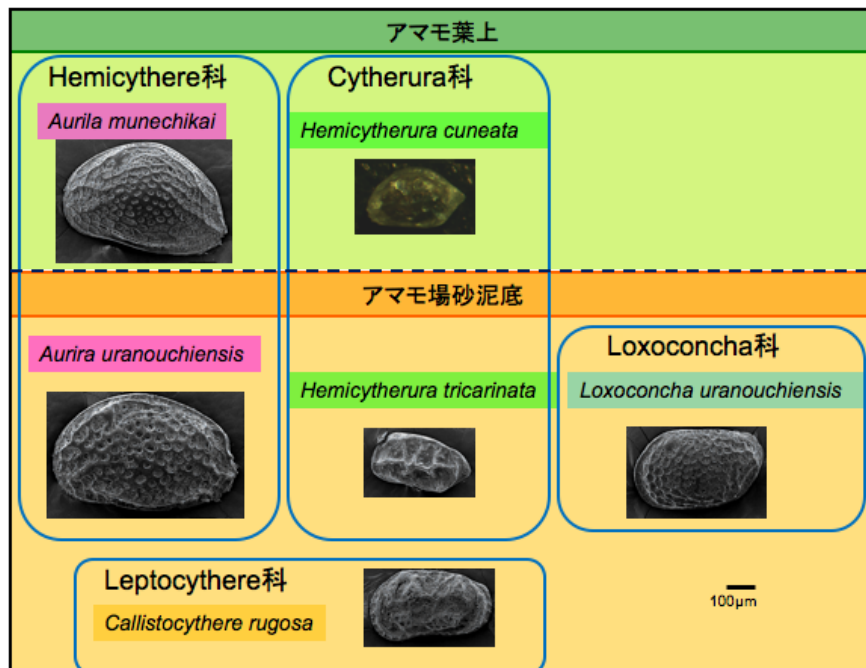 アマモ葉上
Hemicythere科
Cytherura科
Aurila munechikai
Hemicytherura cuneata
アマモ場砂泥底
Loxoconcha科
Aurira uranouchiensis
Hemicytherura tricarinata
Loxoconcha uranouchiensis
Leptocythere科
Callistocythere rugosa
100μm